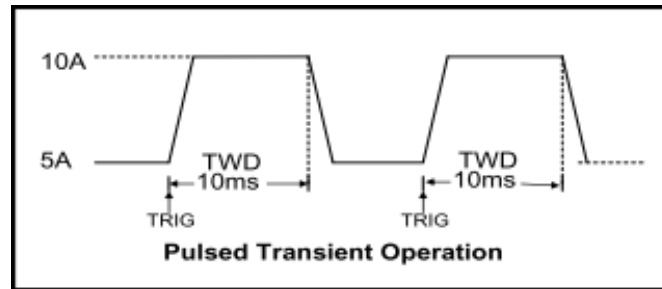 10A
5A
TWD
10ms
TWD
10ms
TRIG
TRIG
Pulsed Transient Operation